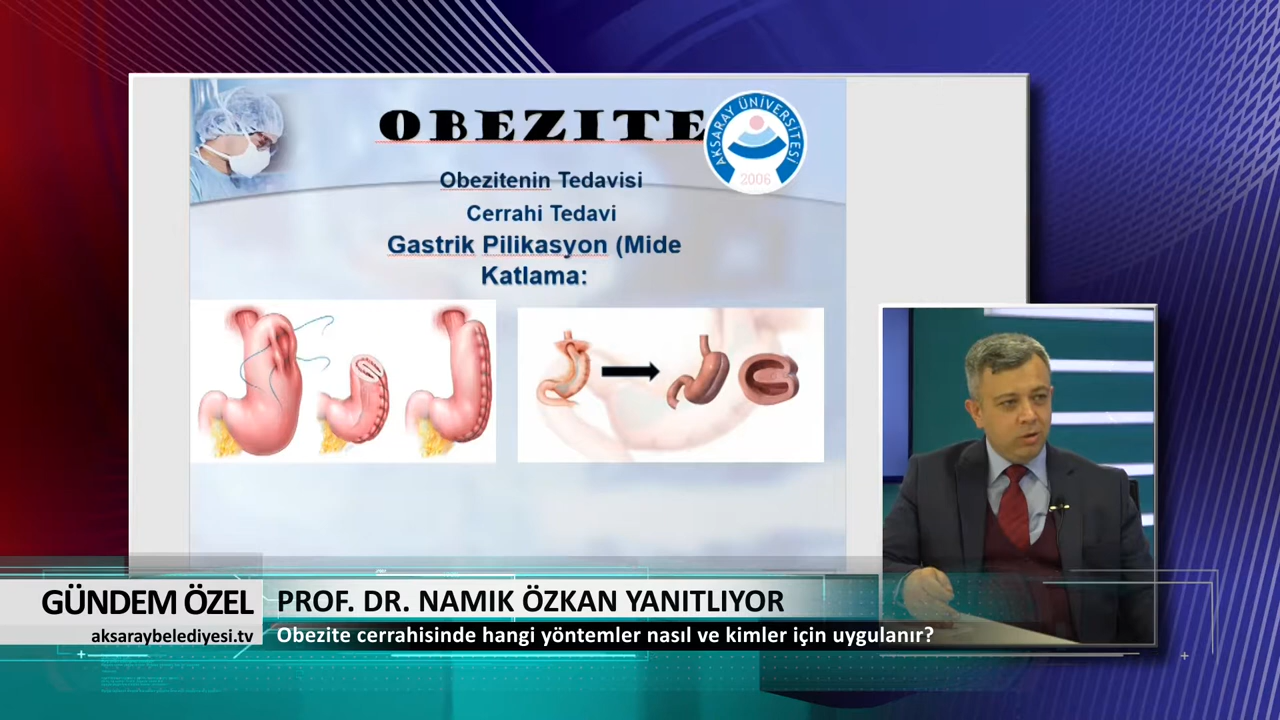 OBEZITE
AKSARAY ÜNİVERSİTESİ
2006
Obezitenin Tedavisi
Cerrahi Tedavi
Gastrik Pilikasyon (Mide
Katlama:
GÜNDEM ÖZEL
aksaraybelediyesi.tv
PROF. DR. NAMIK ÖZKAN YANITLIYOR
Obezite cerrahisinde hangi yöntemler nasıl ve kimler için uygulanır?